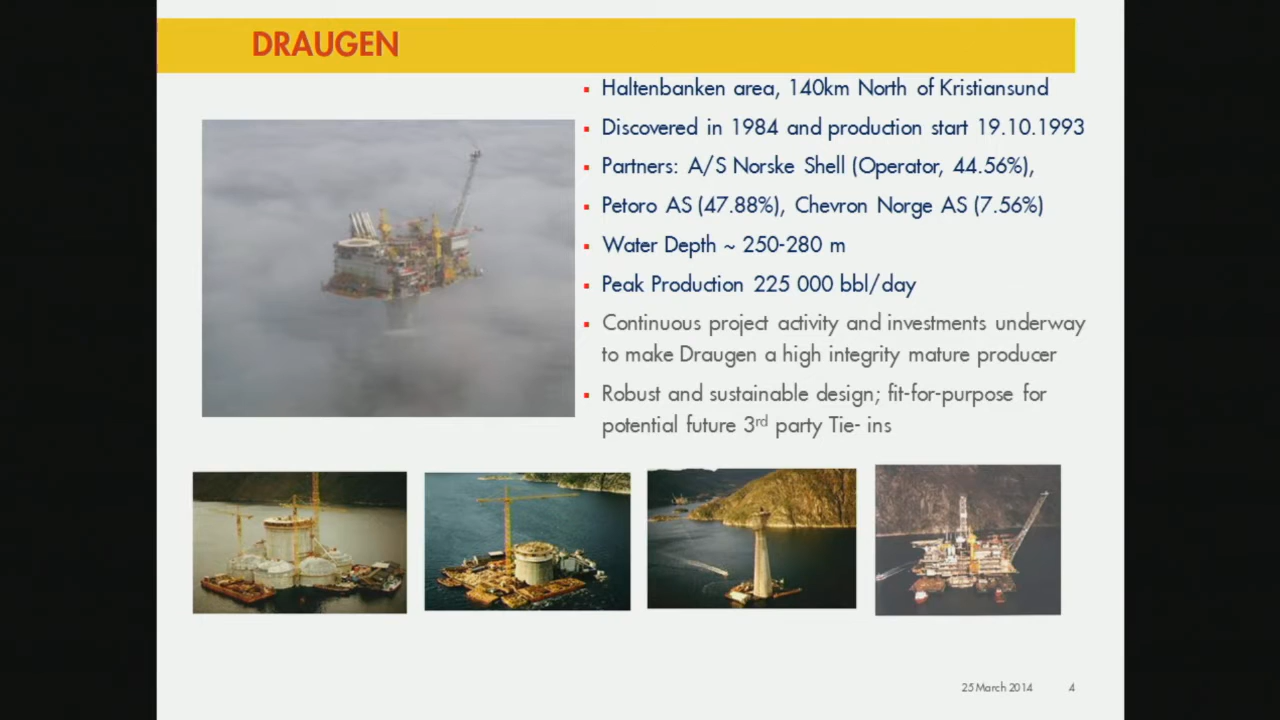 DRAUGEN
▪ Haltenbanken area, 140km North of Kristiansund
▪ Discovered in 1984 and production start 19.10.1993
▪ Partners: A/S Norske Shell (Operator, 44.56%),
▪ Petoro AS (47.88%), Chevron Norge AS (7.56%)
▪ Water Depth ~ 250-280 m
▪ Peak Production 225 000 bbl/day
▪ Continuous project activity and investments underway
to make Draugen a high integrity mature producer
▪ Robust and sustainable design; fit-for-purpose for
potential future 3rd party Tie- ins
25 March 2014 4